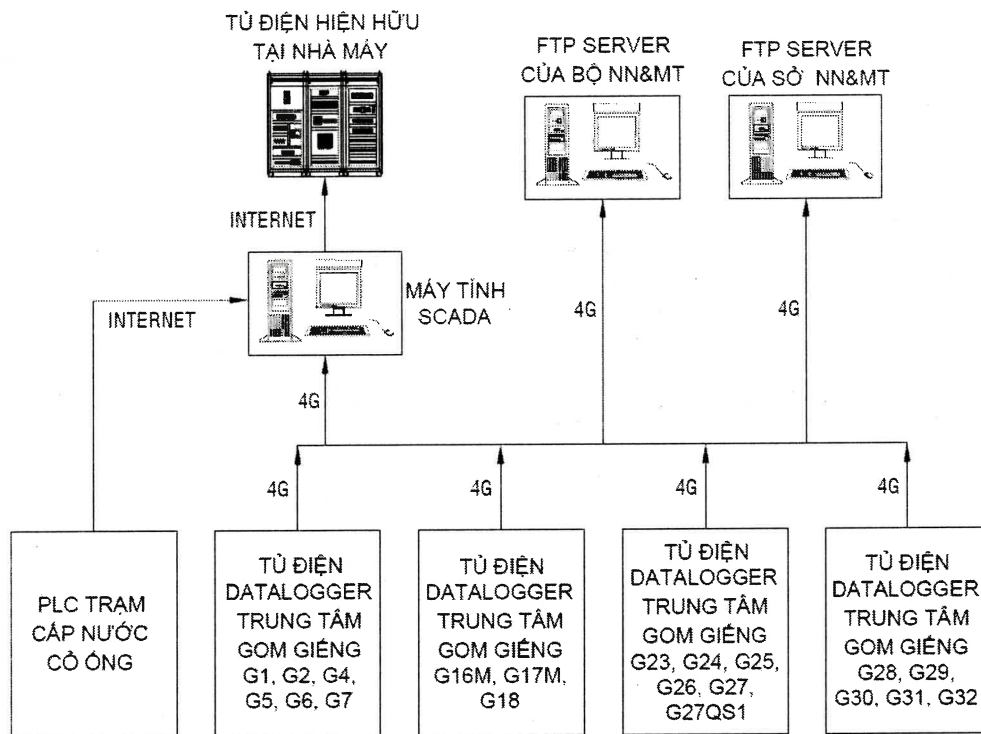 TỦ ĐIỆN HIỆN HỮU
TẠI NHÀ MÁY
FTP SERVER
CỦA BỘ NN&MT
FTP SERVER
CỦA SỞ NN&MT
INTERNET
MÁY TÍNH
SCADA
INTERNET
4G
4G
4G
4G
4G
4G
4G
PLC TRẠM
CẤP NƯỚC
CỎ ỐNG
TỦ ĐIỆN
DATALOGGER
TRUNG TÂM
GOM GIẾNG
G1, G2, G4,
G5, G6, G7
TỦ ĐIỆN
DATALOGGER
TRUNG TÂM
GOM GIẾNG
G16M, G17M,
G18
TỦ ĐIỆN
DATALOGGER
TRUNG TÂM
GOM GIẾNG
G23, G24, G25,
G26, G27,
G27QS1
TỦ ĐIỆN
DATALOGGER
TRUNG TÂM
GOM GIẾNG
G28, G29,
G30, G31, G32